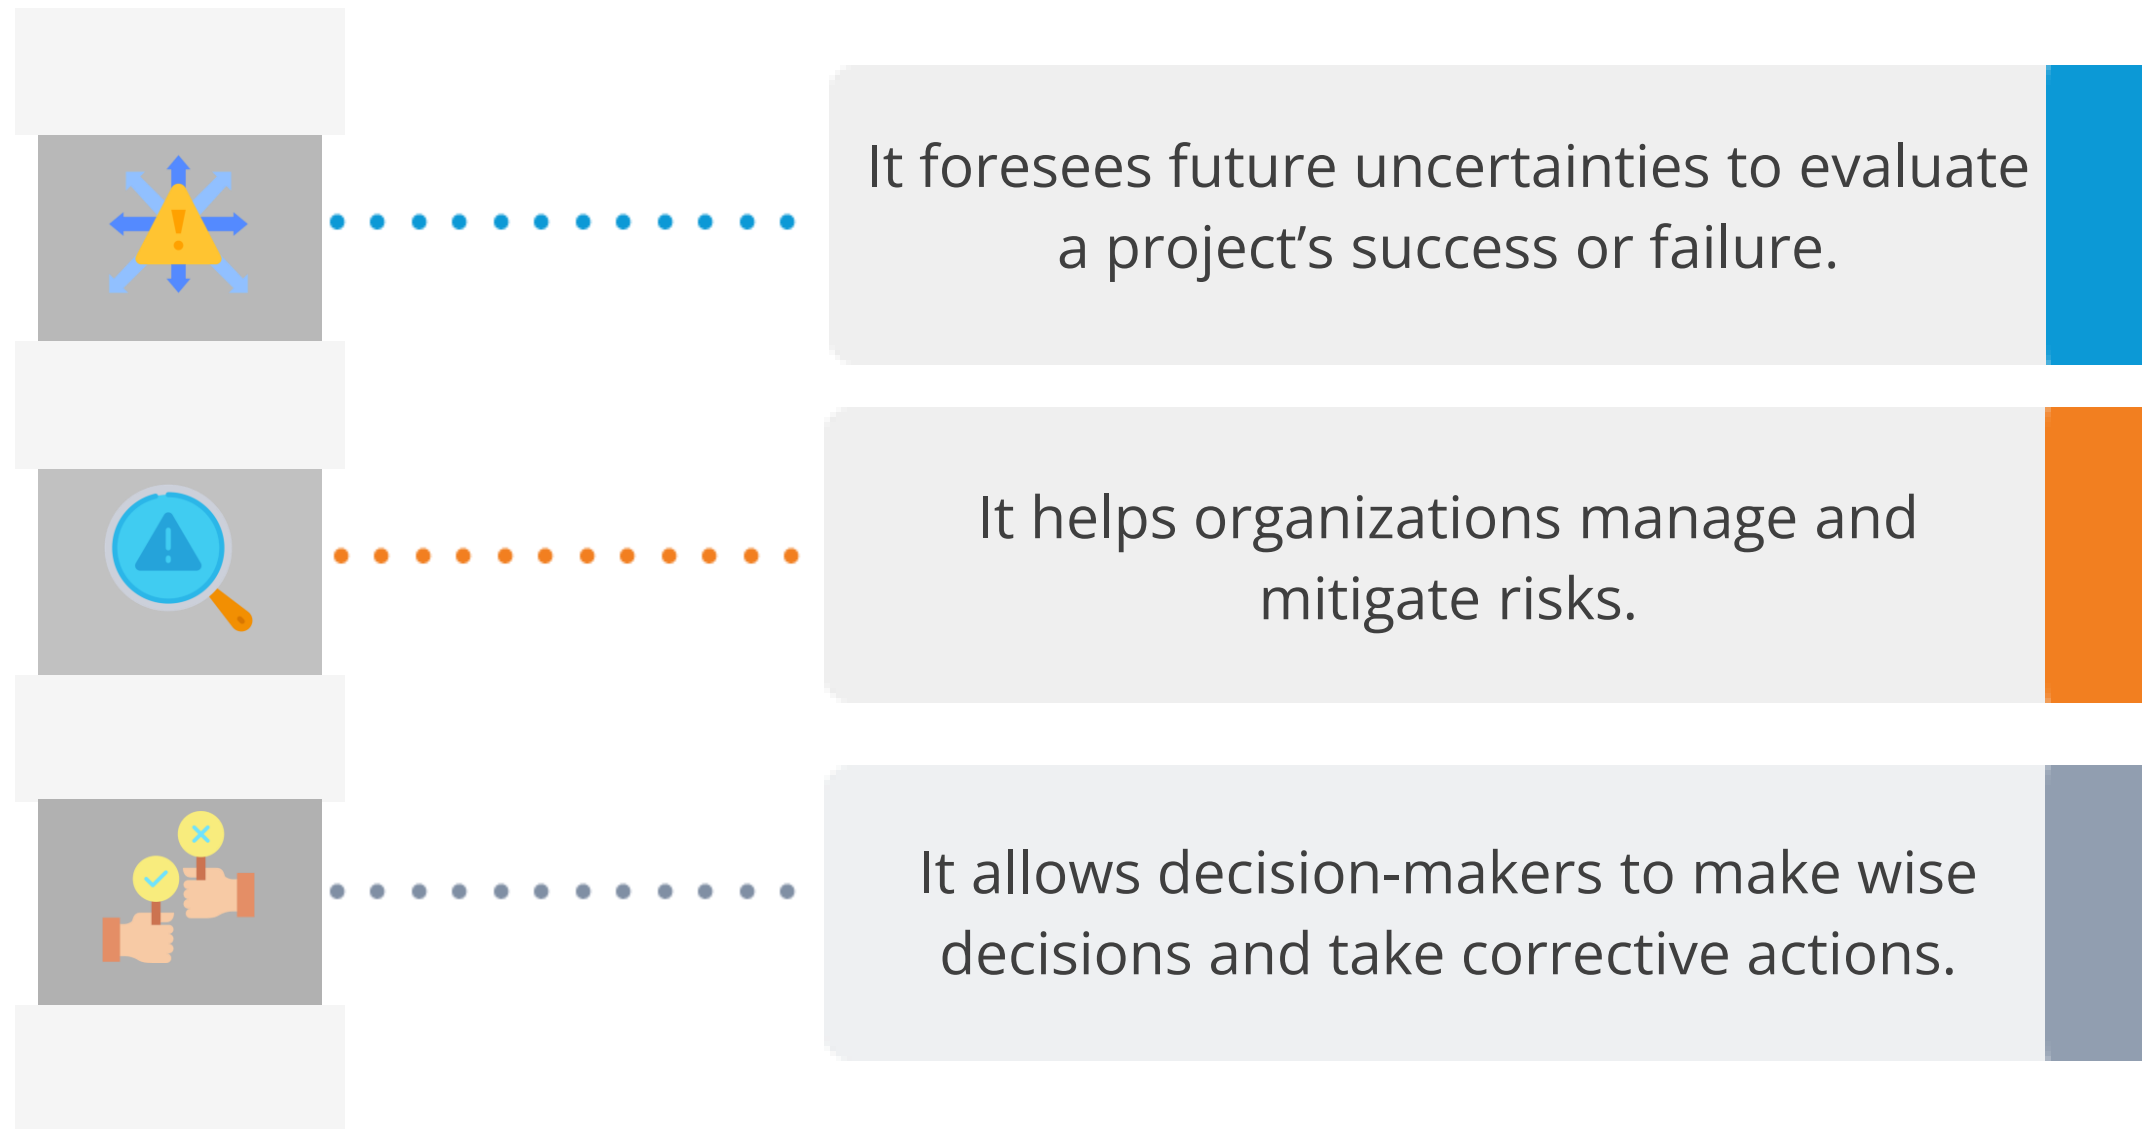 It foresees future uncertainties to evaluate
a project’s success or failure.
It helps organizations manage and
mitigate risks.
It allows decision-makers to make wise
decisions and take corrective actions.